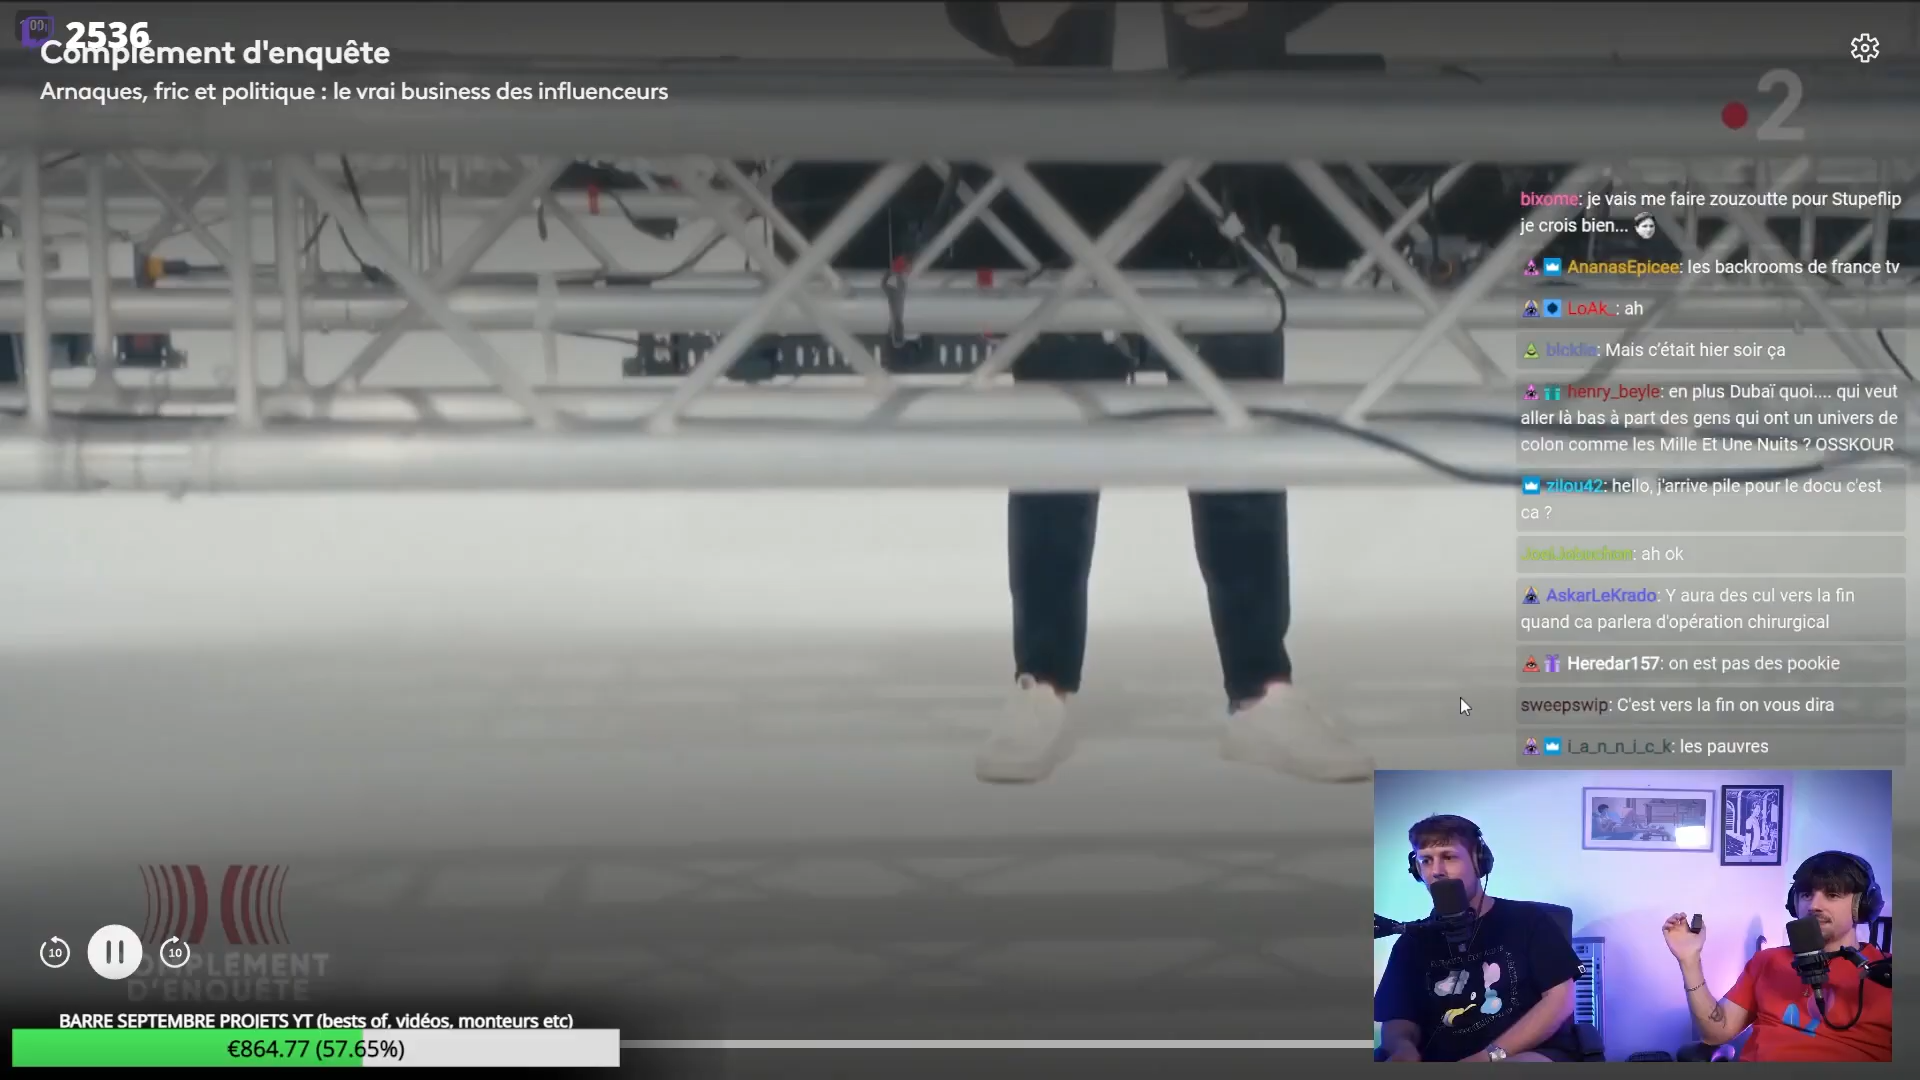 2536
Complément d'enquête
Arnaques, fric et politique : le vrai business des influenceurs
2
bixome: je vais me faire zouzoutte pour Stupeflip
je crois bien...
AnanasEpicee: les backrooms de france tv
LoAk_: ah
: Mais c’était hier soir ça
henry_beyle: en plus Dubaï quoi.... qui veut
aller là bas à part des gens qui ont un univers de
colon comme les Mille Et Une Nuits ? OSSKOUR
zilou42: hello, j'arrive pile pour le docu c'est
ca ?
: ah ok
AskarLeKrado: Y aura des cul vers la fin
quand ca parlera d'opération chirurgical
Heredar157: on est pas des pookie
sweepswip: C'est vers la fin on vous dira
i_a_n_n_i_c_k: les pauvres
10
10
COMPLÉMENT
D'ENQUÊTE
BARRE SEPTEMBRE PROJETS YT (bests of, vidéos, monteurs etc)
€864.77 (57.65%)